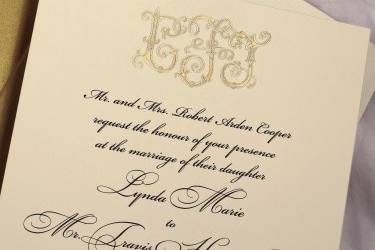 Mr. and Mrs. Robert Arden Cooper
request the honour of your presence
at the marriage of their daughter
Lynda Marie
to
Mr. Travis